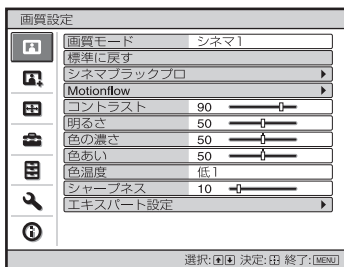 画質設定
画質モード シネマ1
標準に戻す
シネマブラックプロ
Motionflow
コントラスト 90
明るさ 50
色の濃さ 50
色あい 50
色温度 低1
シャープネス 10
エキスパート設定
選択: 決定: 終了:MENU